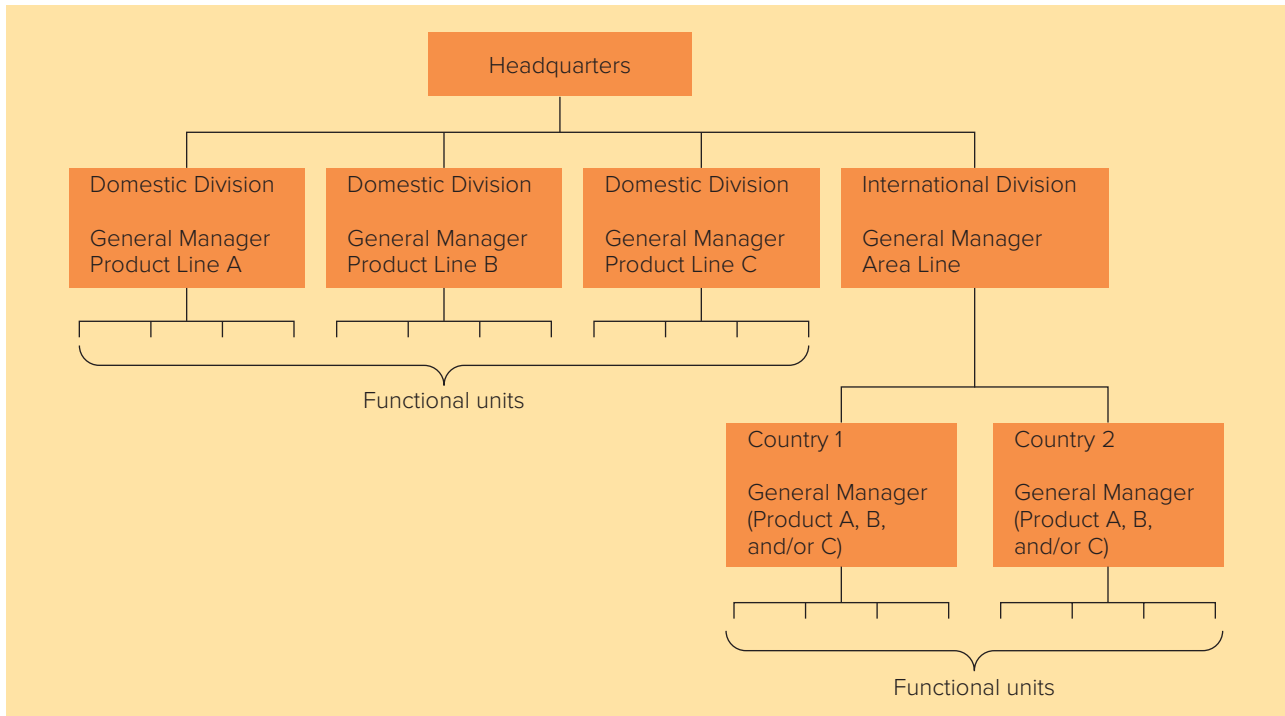 Headquarters
Domestic Division
General Manager
Product Line A
Domestic Division
General Manager
Product Line B
Domestic Division
General Manager
Product Line C
International Division
General Manager
Area Line
Functional units
Country 1
General Manager
(Product A, B,
and/or C)
Country 2
General Manager
(Product A, B,
and/or C)
Functional units